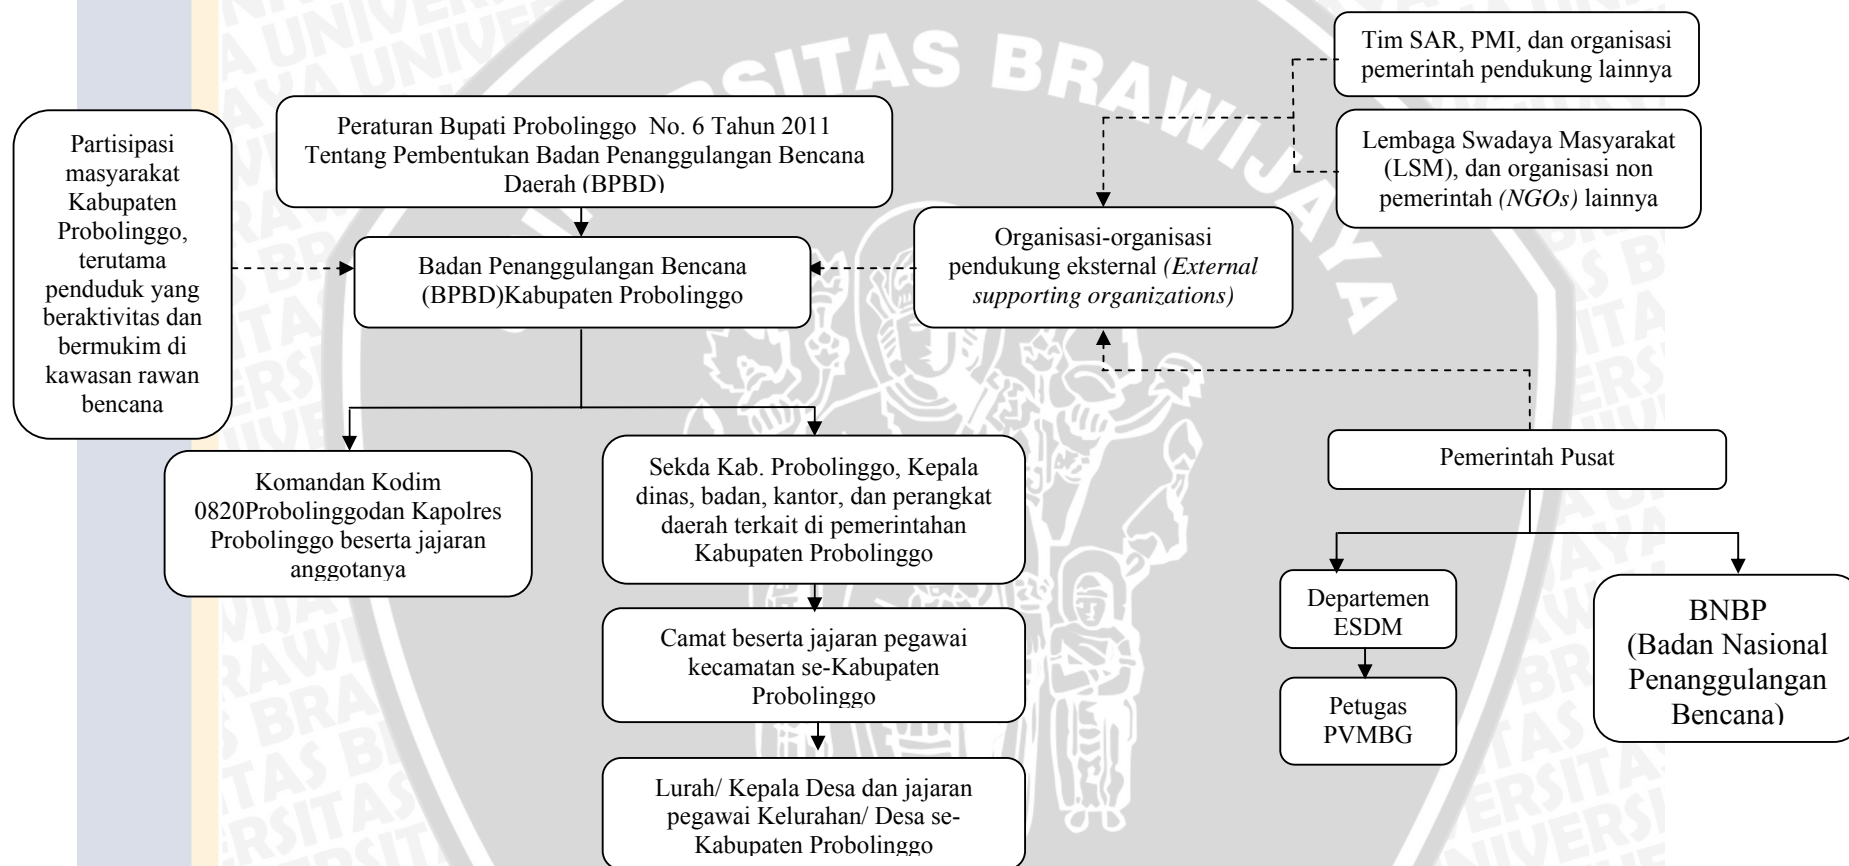 UNIVERSITAS BRAWIJAYA
Tim SAR, PMI, dan organisasi
pemerintah pendukung lainnya
Peraturan Bupati Probolinggo No. 6 Tahun 2011
Tentang Pembentukan Badan Penanggulangan Bencana
Daerah (BPBD)
Partisipasi
masyarakat
Kabupaten
Probolinggo,
terutama
penduduk yang
beraktivitas dan
bermukim di
kawasan rawan
bencana
Lembaga Swadaya Masyarakat
(LSM), dan organisasi non
pemerintah (NGOs) lainnya
Badan Penanggulangan Bencana
(BPBD)Kabupaten Probolinggo
Organisasi-organisasi
pendukung eksternal (External
supporting organizations)
Komandan Kodim
0820Probolinggodan Kapolres
Probolinggo beserta jajaran
anggotanya
Sekda Kab. Probolinggo, Kepala
dinas, badan, kantor, dan perangkat
daerah terkait di pemerintahan
Kabupaten Probolinggo
Pemerintah Pusat
Camat beserta jajaran pegawai
kecamatan se-Kabupaten
Probolinggo
Departemen
ESDM
BNBP
(Badan Nasional
Penanggulangan
Bencana)
Petugas
PVMBG
Lurah/ Kepala Desa dan jajaran
pegawai Kelurahan/ Desa se-
Kabupaten Probolinggo